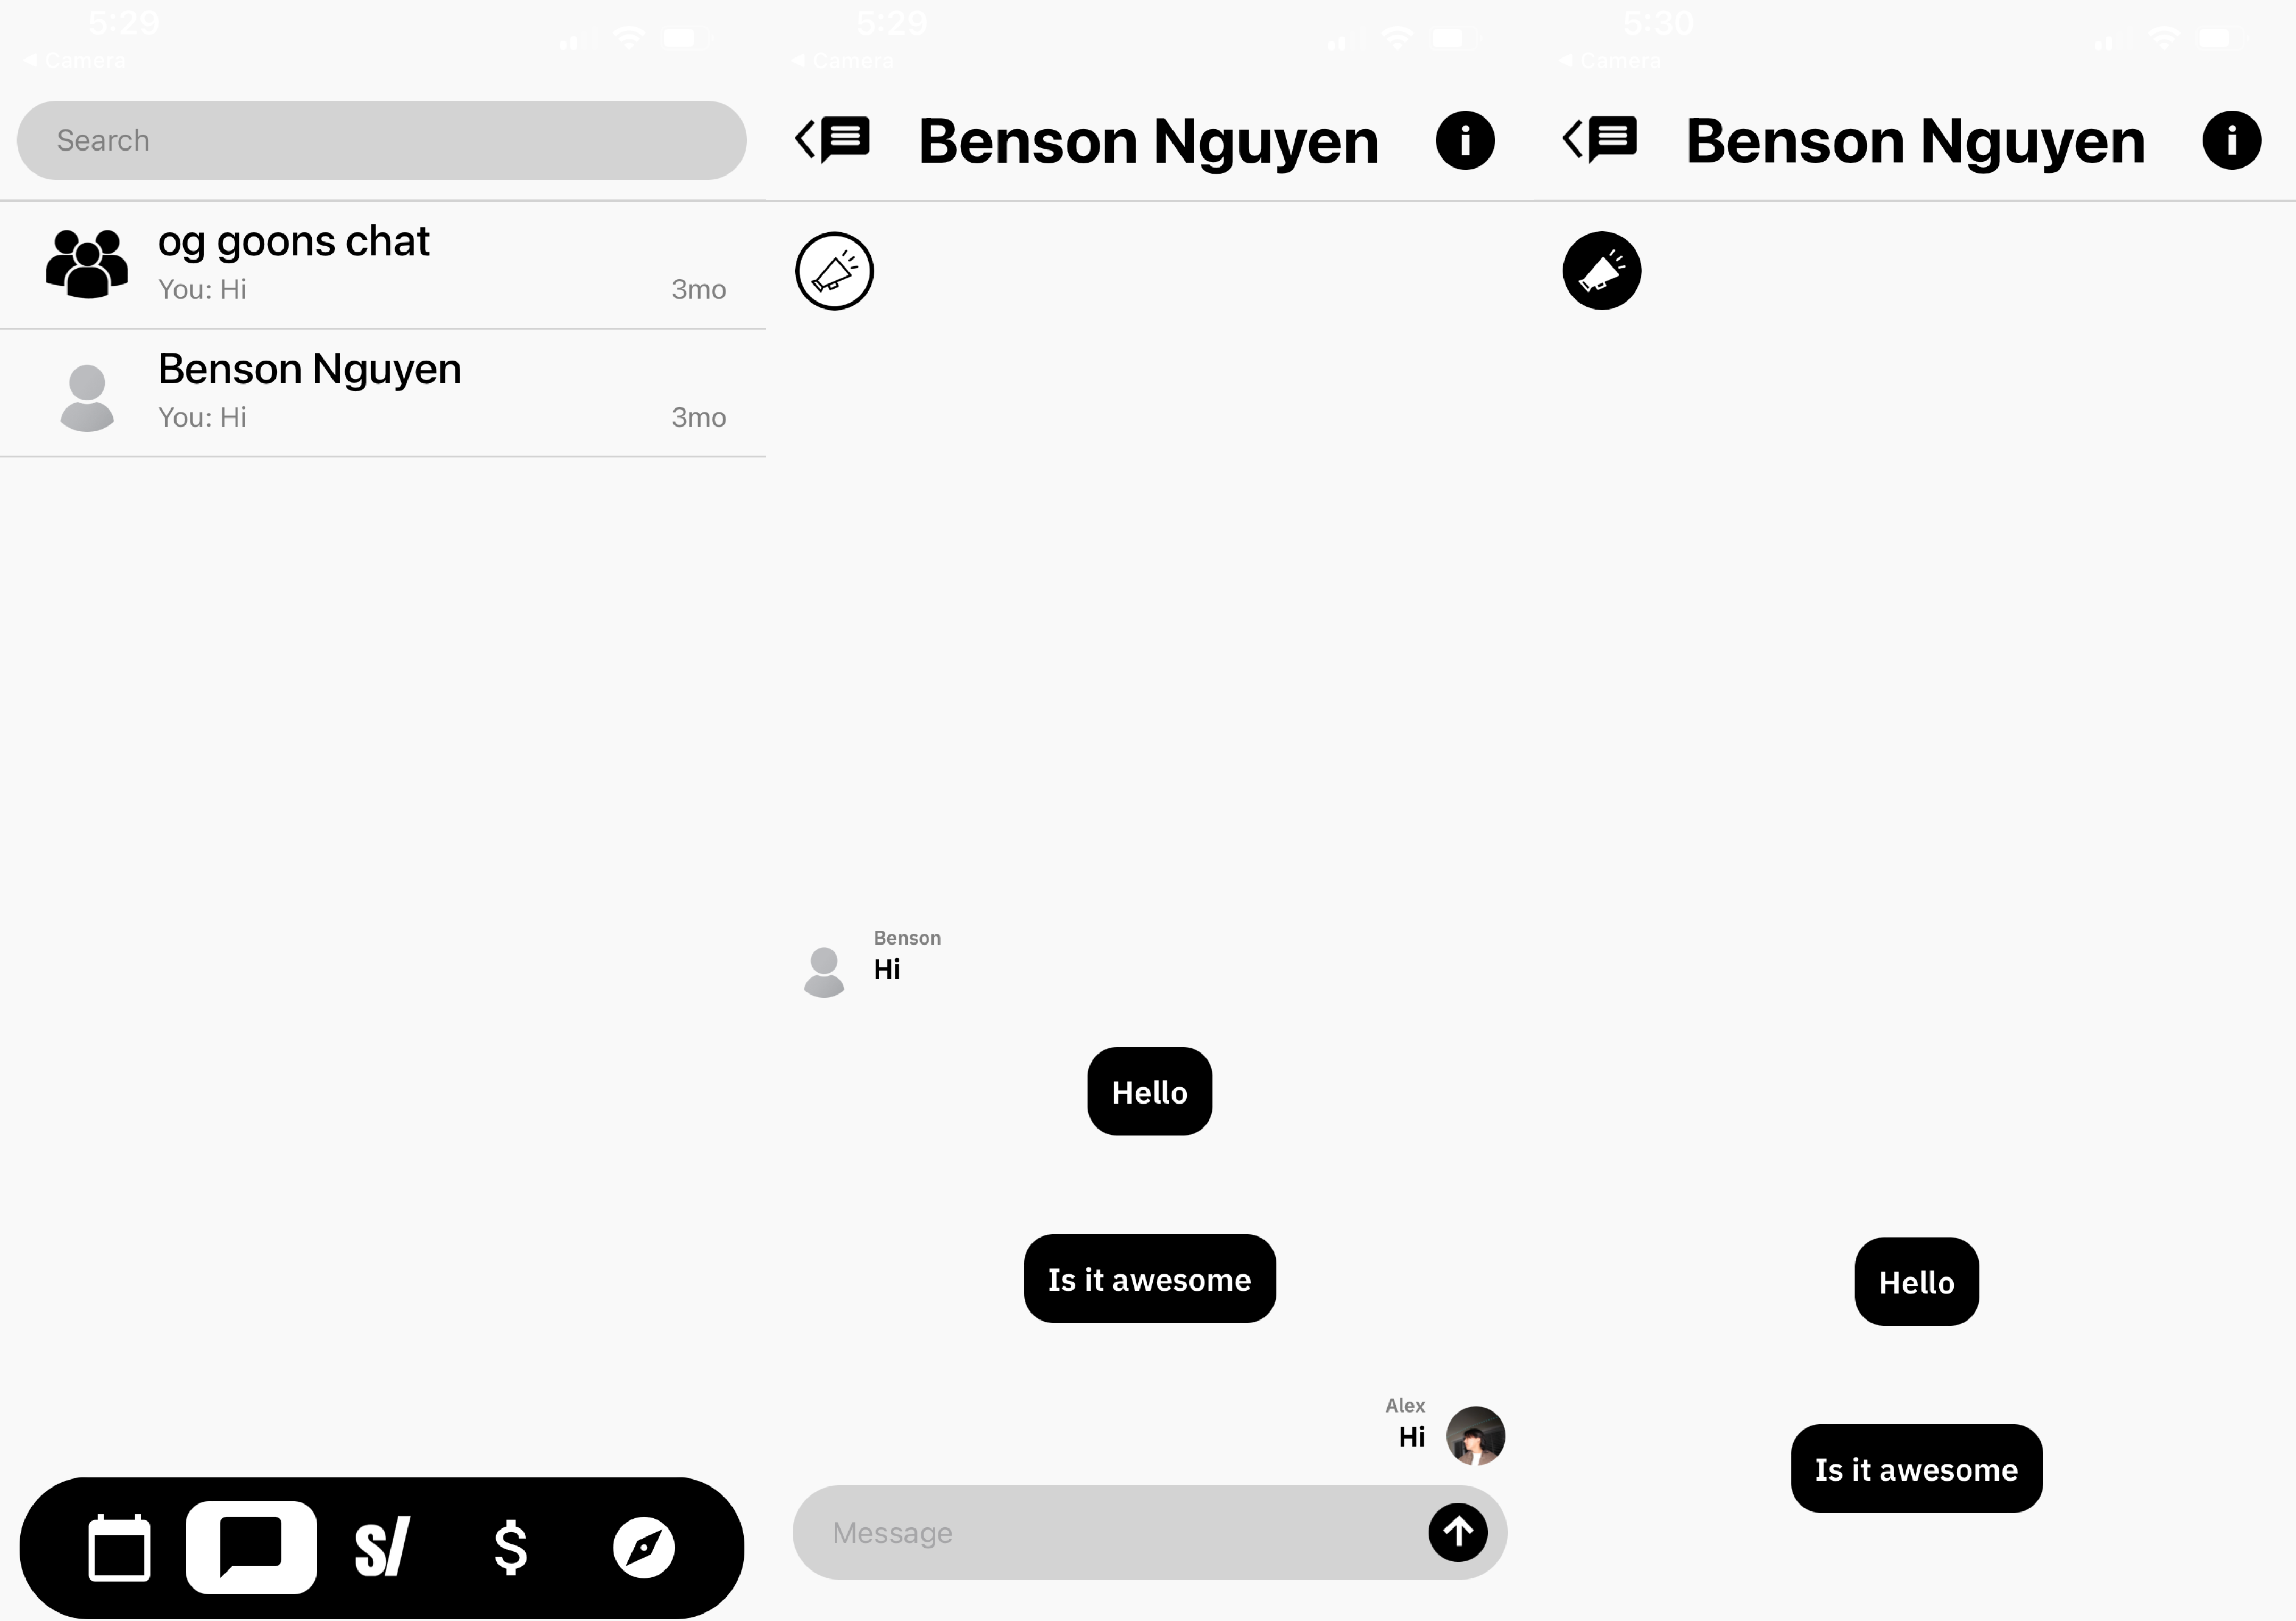 5:29
Camera
Search
og goons chat
You: Hi
3mo
Benson Nguyen
You: Hi
3mo
S/
$
5:29
Camera
Benson Nguyen
i
Benson
Hi
Hello
Is it awesome
Alex
Hi
Message
5:30
Camera
Benson Nguyen
i
Hello
Is it awesome